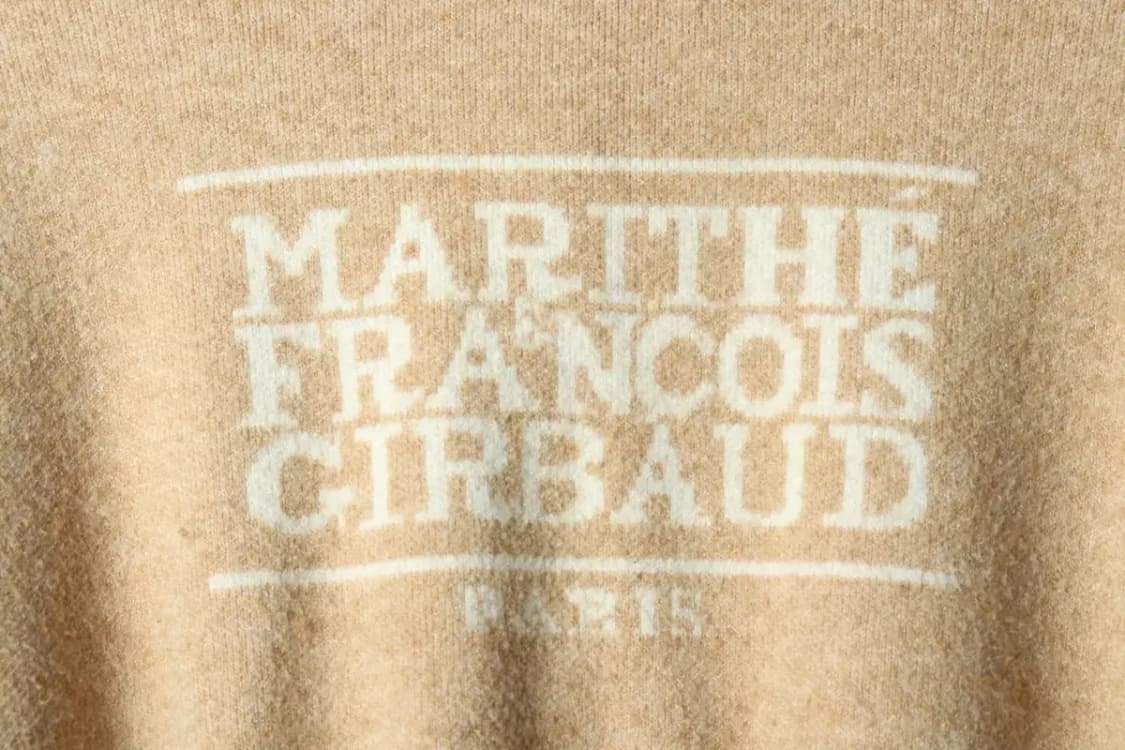 MARITHÉ
&
FRANCOIS
GIRBAUD
PARIS